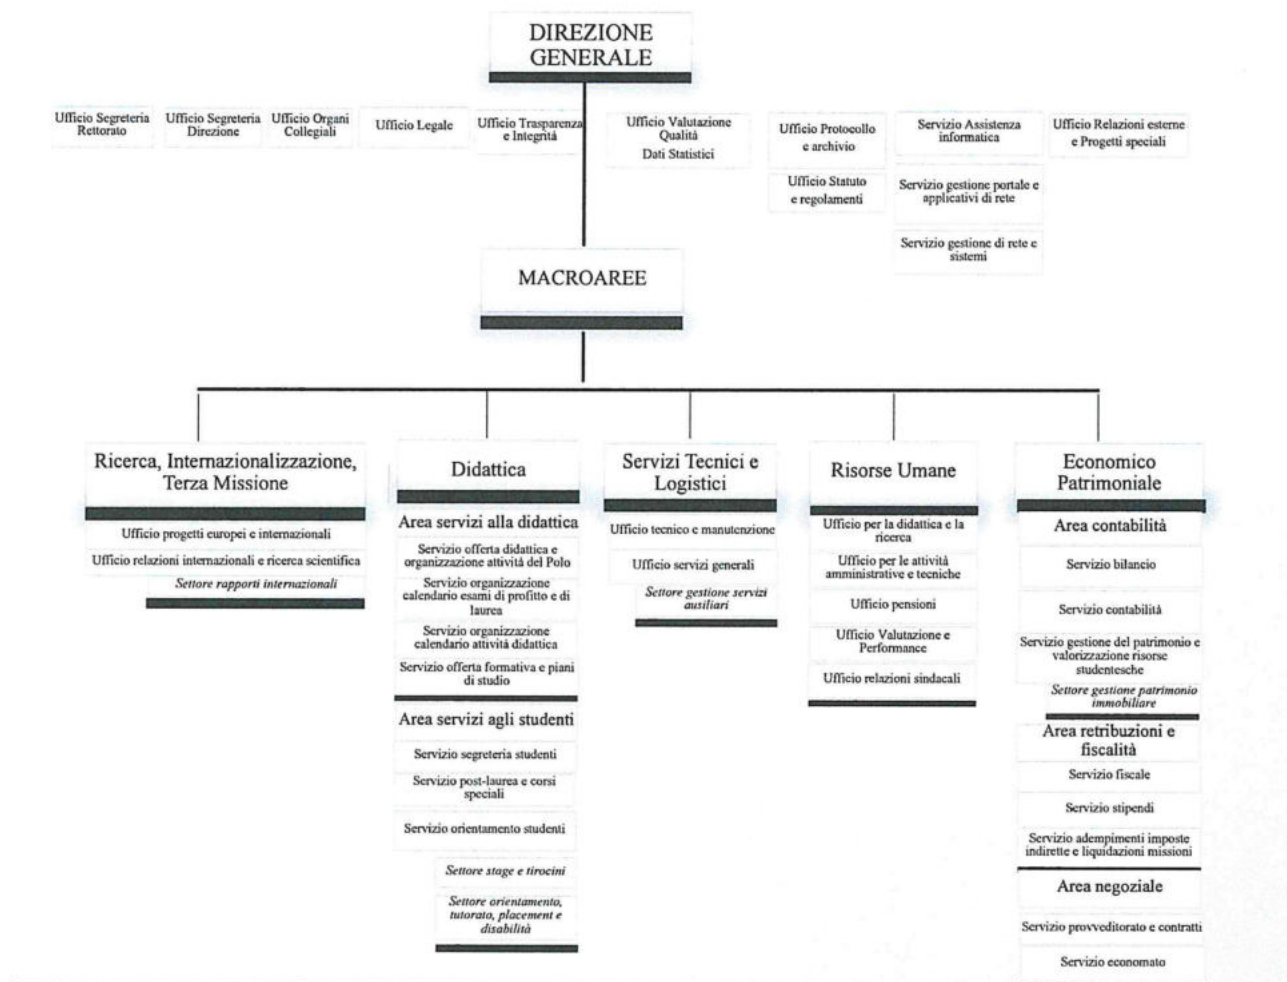 DIREZIONE
GENERALE
Ufficio Segreteria
Rettorato
Ufficio Segreteria
Direzione
Ufficio Organi
Collegiali
Ufficio Legale
Ufficio Trasparenza
e Integrità
Ufficio Valutazione
Qualità
Dati Statistici
Ufficio Protocollo
e archivio
Ufficio Statuto
e regolamenti
Servizio Assistenza
informatica
Servizio gestione portale e
applicativi di rete
Servizio gestione di rete e
sistemi
Ufficio Relazioni esterne
e Progetti speciali
MACROAREE
Ricerca, Internazionalizzazione,
Terza Missione
Ufficio progetti europei e internazionali
Ufficio relazioni internazionali e ricerca scientifica
Settore rapporti internazionali
Didattica
Area servizi alla didattica
Servizio offerta didattica e
organizzazione attività del Polo
Servizio organizzazione
calendario esami di profitto e di
laurea
Servizio organizzazione
calendario attività didattica
Servizio offerta formativa e piani
di studio
Area servizi agli studenti
Servizio segreteria studenti
Servizio post-laurea e corsi
speciali
Servizio orientamento studenti
Settore stage e tirocini
Settore orientamento,
tutorato, placement e
disabilità
Servizi Tecnici e
Logistici
Ufficio tecnico e manutenzione
Ufficio servizi generali
Settore gestione servizi
ausiliari
Risorse Umane
Ufficio per la didattica e la
ricerca
Ufficio per le attività
amministrative e tecniche
Ufficio pensioni
Ufficio Valutazione e
Performance
Ufficio relazioni sindacali
Economico
Patrimoniale
Area contabilità
Servizio bilancio
Servizio contabilità
Servizio gestione del patrimonio e
valorizzazione risorse
studentesche
Settore gestione patrimonio
immobiliare
Area retribuzioni e
fiscalità
Servizio fiscale
Servizio stipendi
Servizio adempimenti imposte
indirette e liquidazioni missioni
Area negoziale
Servizio provveditorato e contratti
Servizio economato